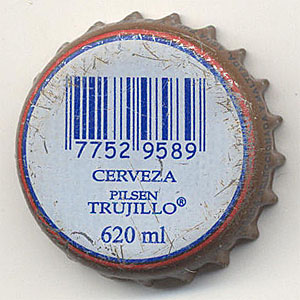 7752 9589
CERVEZA
PILSEN
TRUJILLO®
620 ml